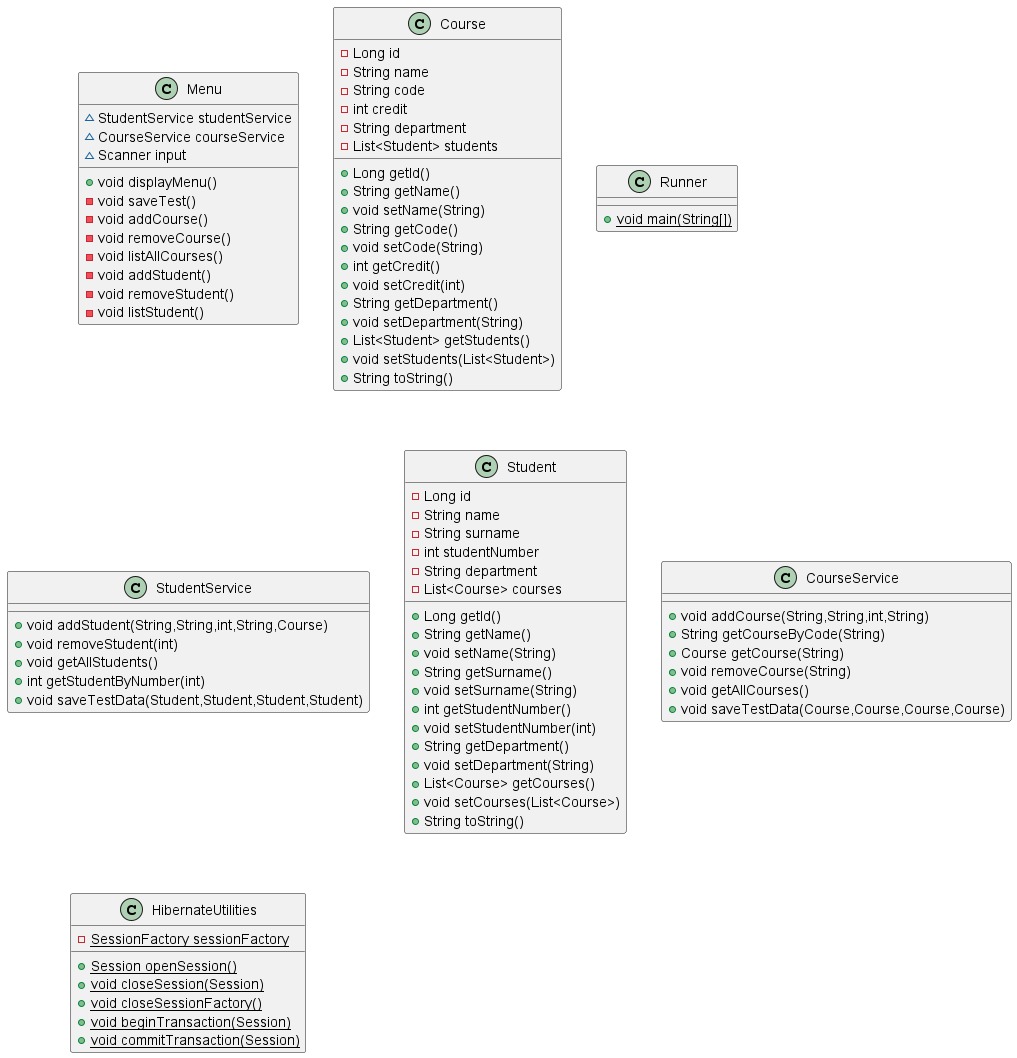 C Menu
StudentService studentService
CourseService courseService
Scanner input
void displayMenu()
void saveTest()
void addCourse()
void removeCourse()
void listAllCourses()
void addStudent()
void removeStudent()
void listStudent()
C Course
Long id
String name
String code
int credit
String department
List<Student> students
Long getId()
String getName()
void setName(String)
String getCode()
void setCode(String)
int getCredit()
void setCredit(int)
String getDepartment()
void setDepartment(String)
List<Student> getStudents()
void setStudents(List<Student>)
String toString()
C Runner
void main(String[])
C StudentService
void addStudent(String,String,int,String,Course)
void removeStudent(int)
void getAllStudents()
int getStudentByNumber(int)
void saveTestData(Student,Student,Student,Student)
C Student
Long id
String name
String surname
int studentNumber
String department
List<Course> courses
Long getId()
String getName()
void setName(String)
String getSurname()
void setSurname(String)
int getStudentNumber()
void setStudentNumber(int)
String getDepartment()
void setDepartment(String)
List<Course> getCourses()
void setCourses(List<Course>)
String toString()
C CourseService
void addCourse(String,String,int,String)
String getCourseByCode(String)
Course getCourse(String)
void removeCourse(String)
void getAllCourses()
void saveTestData(Course,Course,Course,Course)
C HibernateUtilities
SessionFactory sessionFactory
Session openSession()
void closeSession(Session)
void closeSessionFactory()
void beginTransaction(Session)
void commitTransaction(Session)